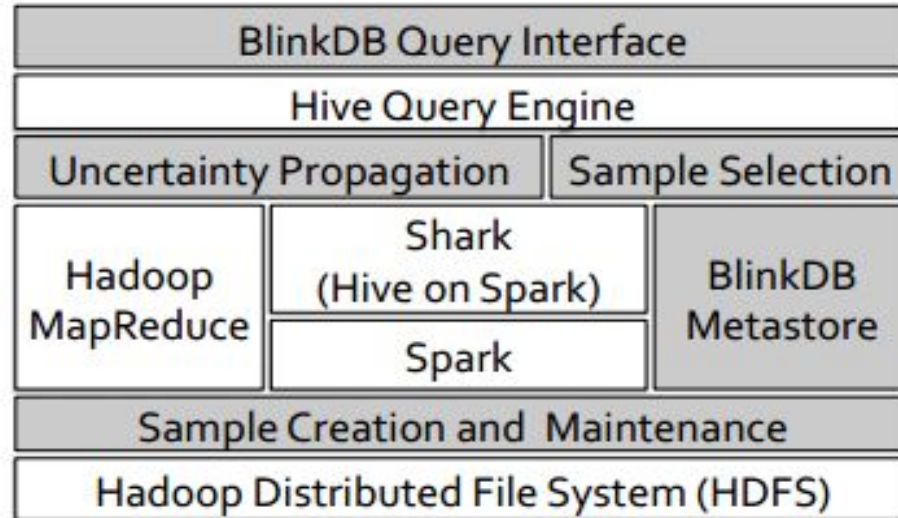 BlinkDB Query Interface
Hive Query Engine
Uncertainty Propagation
Sample Selection
Hadoop
MapReduce
Shark
(Hive on Spark)
Spark
BlinkDB
Metastore
Sample Creation and Maintenance
Hadoop Distributed File System (HDFS)